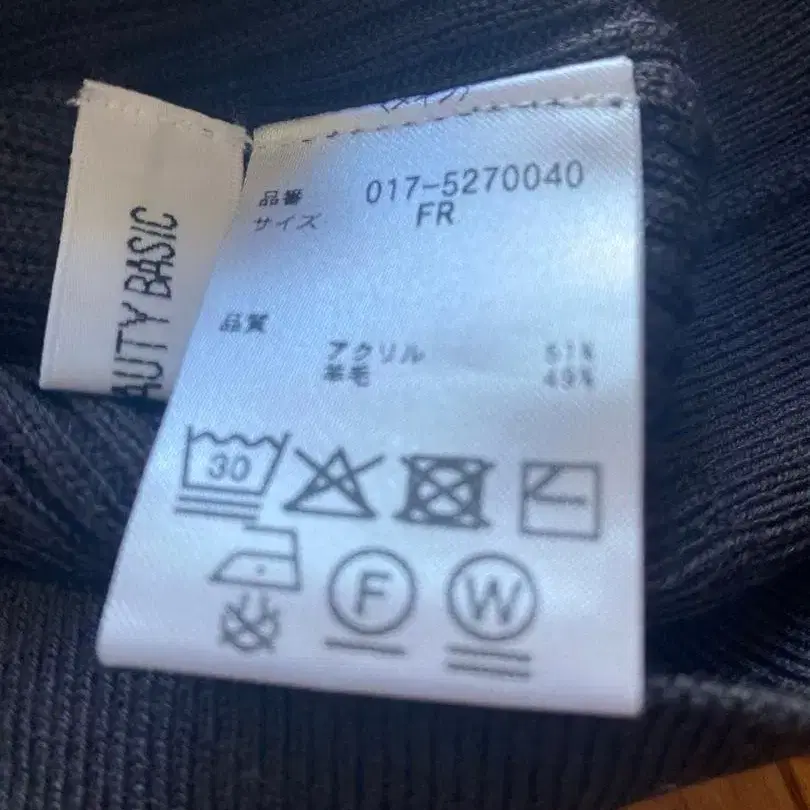 AUTY BASIC
品番 017-5270040
サイズ FR
品質
アクリル 51%
羊毛 49%
30
F
W